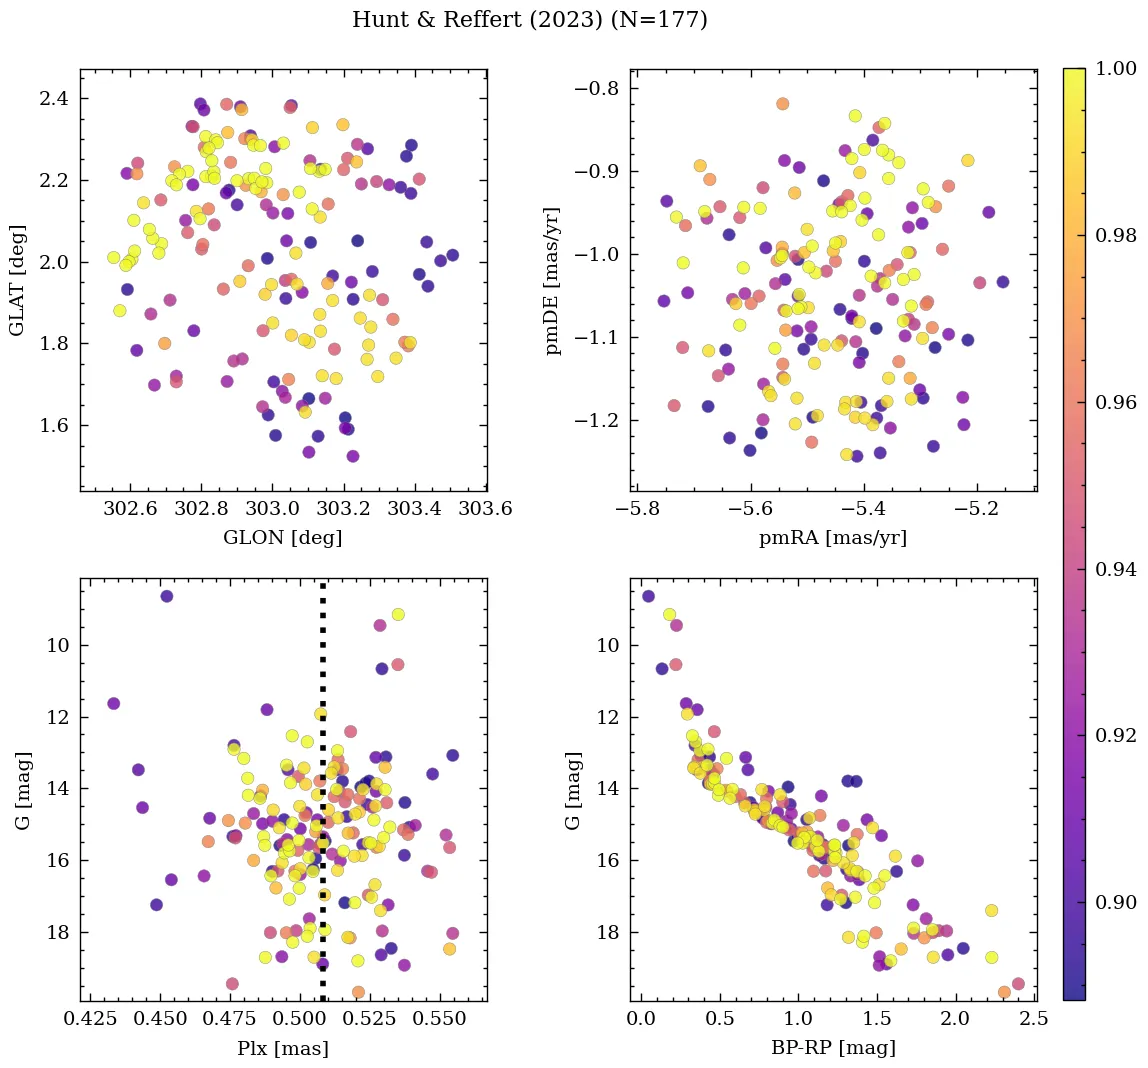 Hunt & Reffert (2023) (N=177)
2.4
2.2
2.0
1.8
1.6
GLAT [deg]
302.6 302.8 303.0 303.2 303.4 303.6
GLON [deg]
−0.8
−0.9
−1.0
−1.1
−1.2
pmDE [mas/yr]
−5.8 −5.6 −5.4 −5.2
pmRA [mas/yr]
10
12
14
16
18
G [mag]
0.425 0.450 0.475 0.500 0.525 0.550
Plx [mas]
10
12
14
16
18
G [mag]
0.0 0.5 1.0 1.5 2.0 2.5
BP-RP [mag]
1.00
0.98
0.96
0.94
0.92
0.90